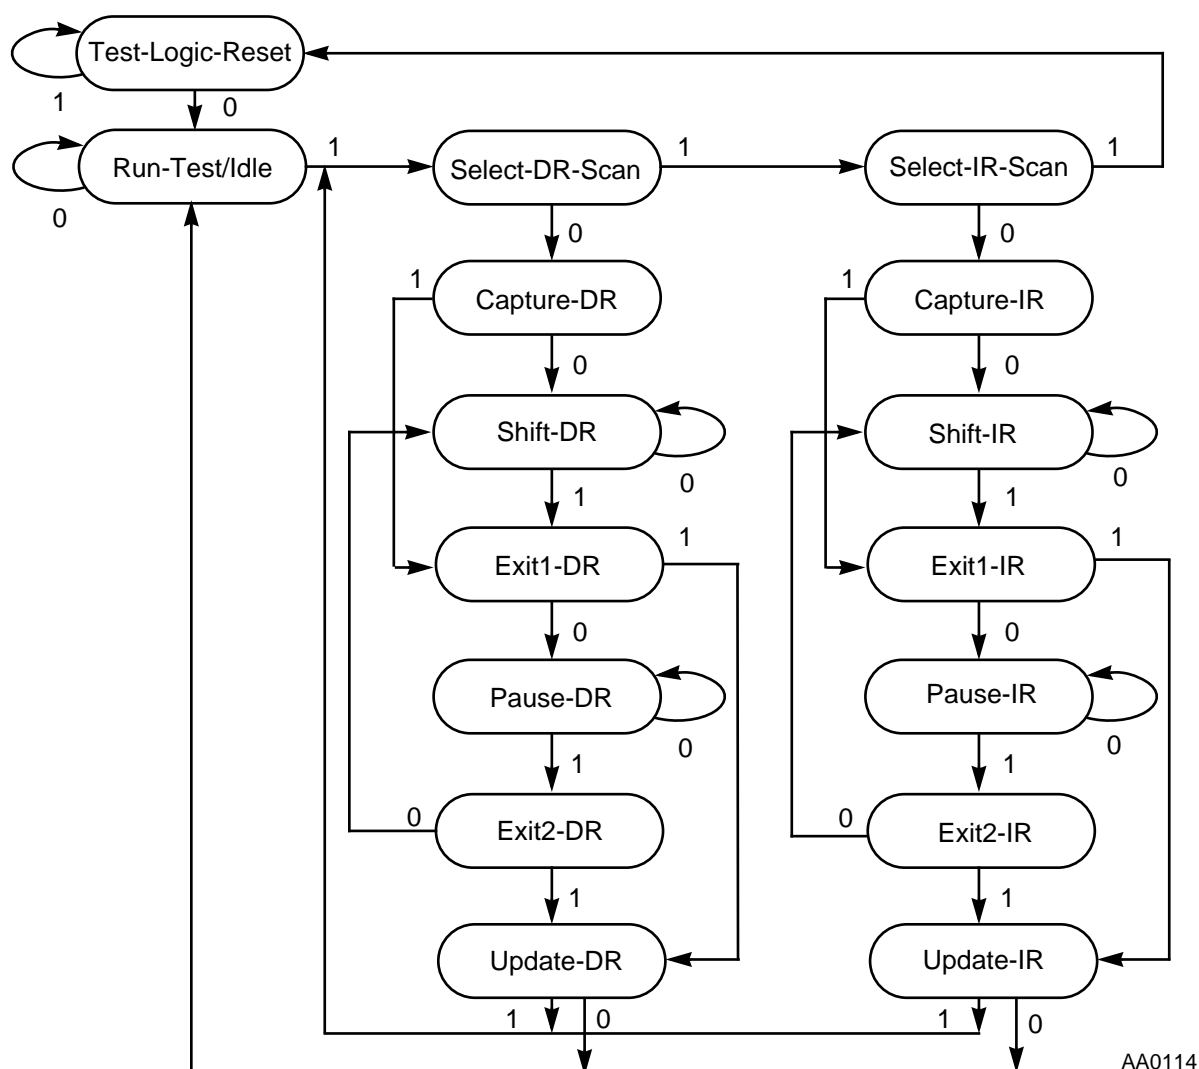 Test-Logic-Reset
1
0
Run-Test/Idle
0
1
Select-DR-Scan
1
Select-IR-Scan
1
0
0
1
Capture-DR
1
Capture-IR
0
0
Shift-DR
0
Shift-IR
0
1
1
Exit1-DR
1
Exit1-IR
1
0
0
Pause-DR
0
Pause-IR
0
1
1
0
Exit2-DR
0
Exit2-IR
1
1
Update-DR
Update-IR
1
0
1
0
AA0114